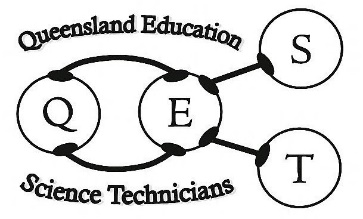 Queensland Education
S
Q
E
T
Science Technicians